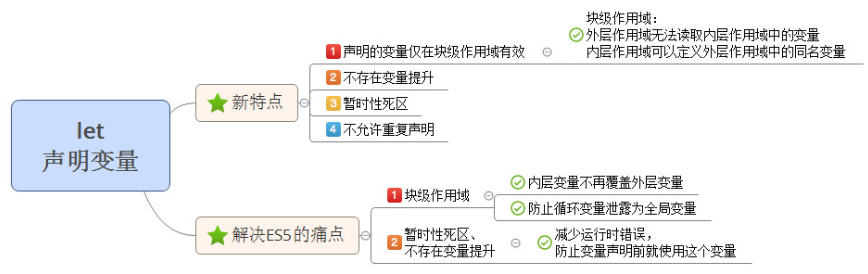 let
声明变量
新特点
1 声明的变量仅在块级作用域有效
块级作用域：
外层作用域无法读取内层作用域中的变量
内层作用域可以定义外层作用域中的同名变量
2 不存在变量提升
3 暂时性死区
4 不允许重复声明
解决ES5的痛点
1 块级作用域
内层变量不再覆盖外层变量
防止循环变量泄露为全局变量
2 暂时性死区、
不存在变量提升
减少运行时错误，
防止变量声明前就使用这个变量